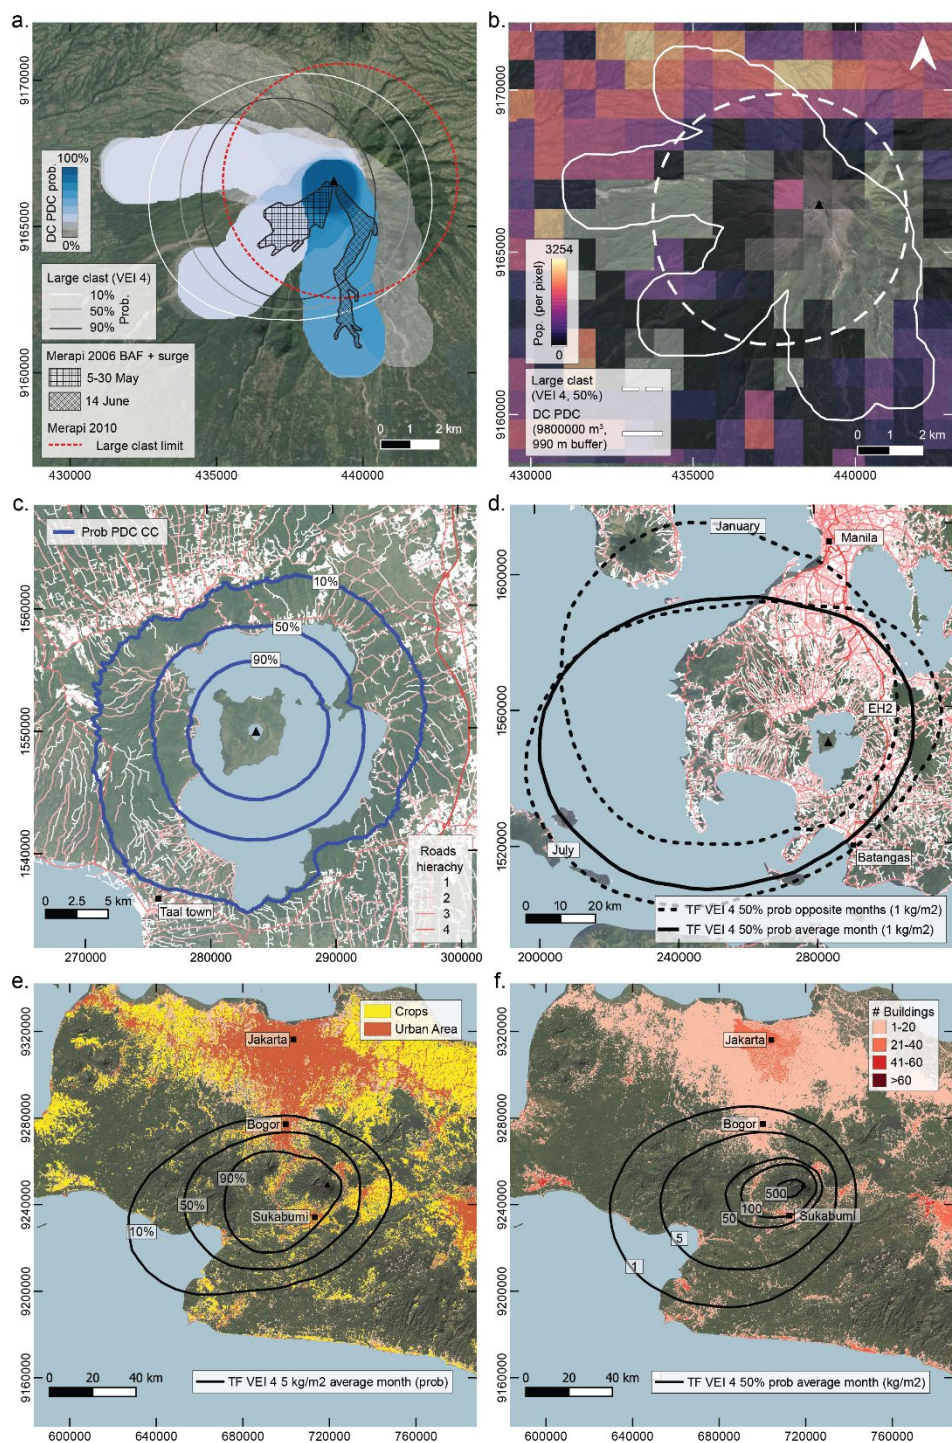 a.
9170000
9165000
9160000
100%
DC PDC prob.
0%
Large clast (VEI 4)
10%
50%
90%
Prob.
Merapi 2006 BAF + surge
5-30 May
14 June
Merapi 2010
Large clast limit
0 1 2 km
430000 435000 440000
b.
9170000
9165000
9160000
3254
Pop. (per pixel)
0
Large clast
(VEI 4, 50%)
DC PDC
(9800000 m³,
990 m buffer)
0 1 2 km
430000 435000 440000
c.
Prob PDC CC
10%
50%
90%
1560000
1550000
1540000
Taal town
0 2.5 5 km
Roads
hierachy
1
2
3
4
270000 280000 290000 300000
d.
January
Manila
EH2
July
Batangas
1600000
1560000
1520000
0 10 20 km
TF VEI 4 50% prob opposite months (1 kg/m2)
TF VEI 4 50% prob average month (1 kg/m2)
200000 240000 280000
e.
Crops
Urban Area
Jakarta
Bogor
90%
50%
Sukabumi
10%
9320000
9280000
9240000
9200000
9160000
0 20 40 km
TF VEI 4 5 kg/m2 average month (prob)
600000 640000 680000 720000 760000
f.
# Buildings
1-20
21-40
41-60
>60
Jakarta
Bogor
500
100
50
Sukabumi
5
1
9320000
9280000
9240000
9200000
9160000
0 20 40 km
TF VEI 4 50% prob average month (kg/m2)
600000 640000 680000 720000 760000